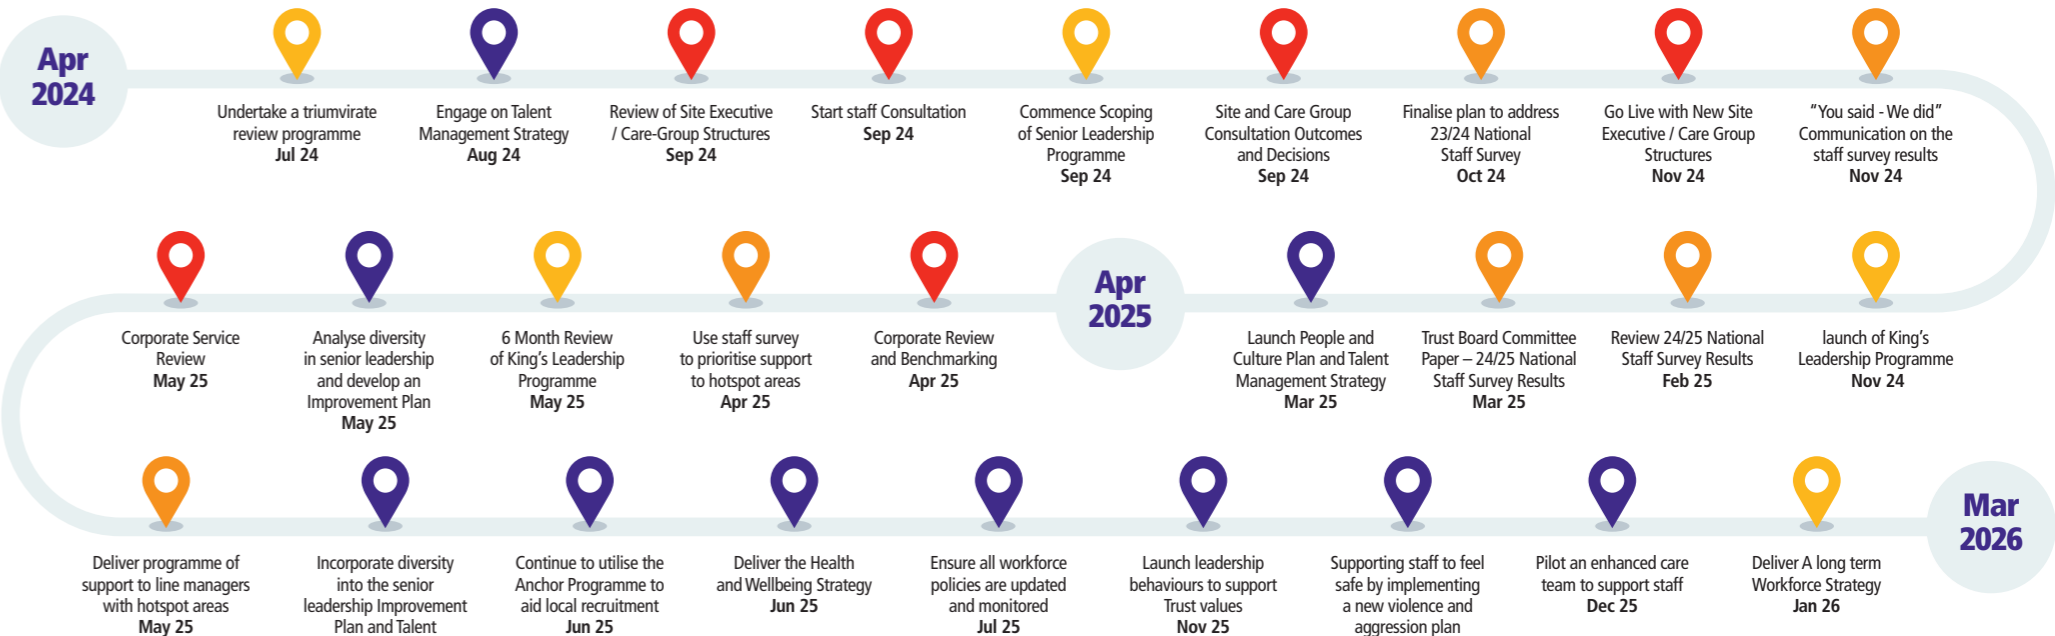 Apr
2024
Undertake a triumvirate
review programme
Jul 24
Engage on Talent
Management Strategy
Aug 24
Review of Site Executive
/ Care-Group Structures
Sep 24
Start staff Consultation
Sep 24
Commence Scoping
of Senior Leadership
Programme
Sep 24
Site and Care Group
Consultation Outcomes
and Decisions
Sep 24
Finalise plan to address
23/24 National
Staff Survey
Oct 24
Go Live with New Site
Executive / Care Group
Structures
Nov 24
“You said - We did”
Communication on the
staff survey results
Nov 24
launch of King's
Leadership Programme
Nov 24
Review 24/25 National
Staff Survey Results
Feb 25
Trust Board Committee
Paper – 24/25 National
Staff Survey Results
Mar 25
Launch People and
Culture Plan and Talent
Management Strategy
Mar 25
Apr
2025
Corporate Review
and Benchmarking
Apr 25
Use staff survey
to prioritise support
to hotspot areas
Apr 25
6 Month Review
of King's Leadership
Programme
May 25
Analyse diversity
in senior leadership
and develop an
Improvement Plan
May 25
Corporate Service
Review
May 25
Deliver programme of
support to line managers
with hotspot areas
May 25
Incorporate diversity
into the senior
leadership Improvement
Plan and Talent
Continue to utilise the
Anchor Programme to
aid local recruitment
Jun 25
Deliver the Health
and Wellbeing Strategy
Jun 25
Ensure all workforce
policies are updated
and monitored
Jul 25
Launch leadership
behaviours to support
Trust values
Nov 25
Supporting staff to feel
safe by implementing
a new violence and
aggression plan
Pilot an enhanced care
team to support staff
Dec 25
Deliver A long term
Workforce Strategy
Jan 26
Mar
2026